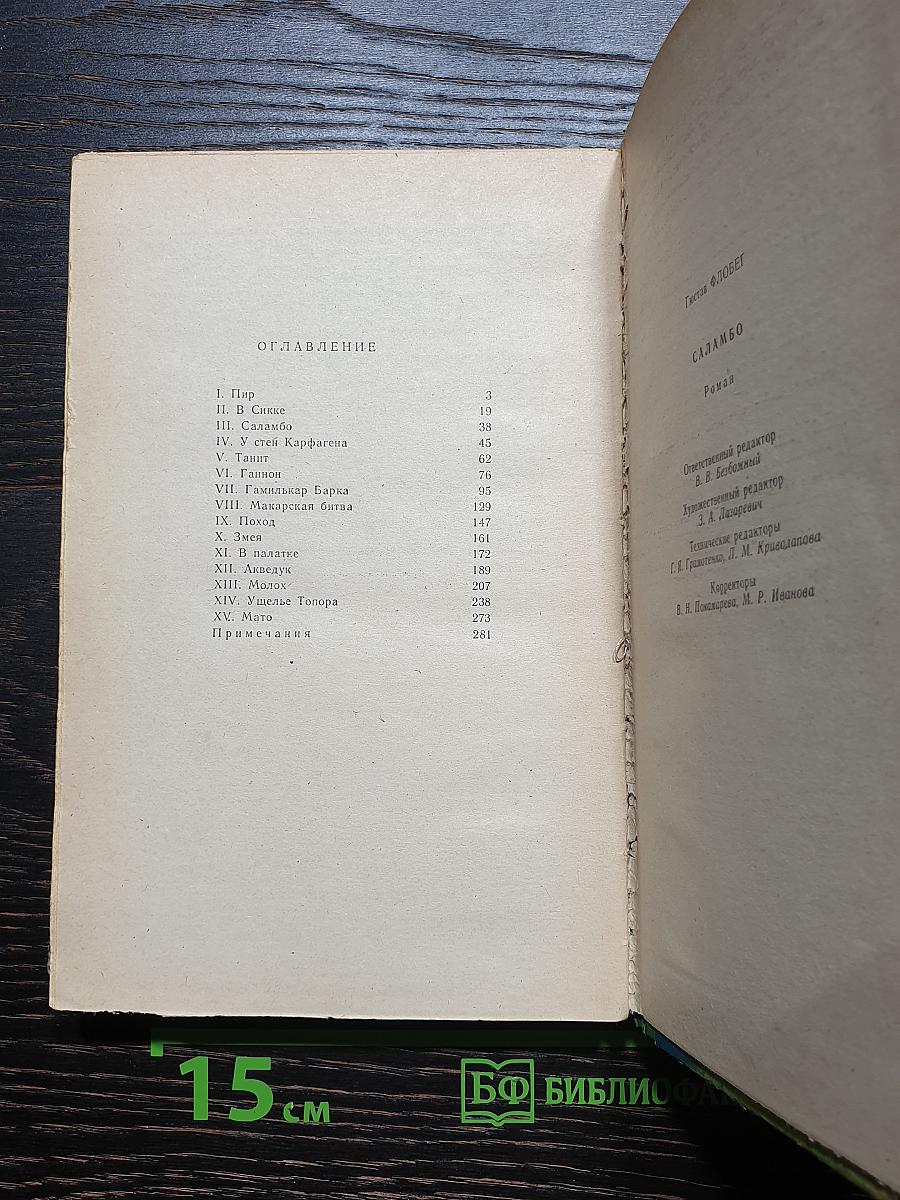 ОГЛАВЛЕНИЕ
I. Пир 3
II. В Сикке 19
III. Саламбо 38
IV. У стен Карфагена 45
V. Танит 62
VI. Ганнон 76
VII. Гамилькар Барка 95
VIII. Макарская битва 129
IX. Поход 147
X. Змея 161
XI. В палатке 172
XII. Акведук 189
XIII. Молох 207
XIV. Ущелье Топора 238
XV. Мато 273
Примечания 281
Гюстав ФЛОБЕР
САЛАМБО
Роман
Ответственный редактор
В. В. Безбожный
Художественный редактор
З. А. Лазаревич
Технические редакторы
Г. Я. Грамотенко, Л. М. Криволапова
Корректоры
В. Н. Пономарева, М. Р. Иванова
15 см
БФ